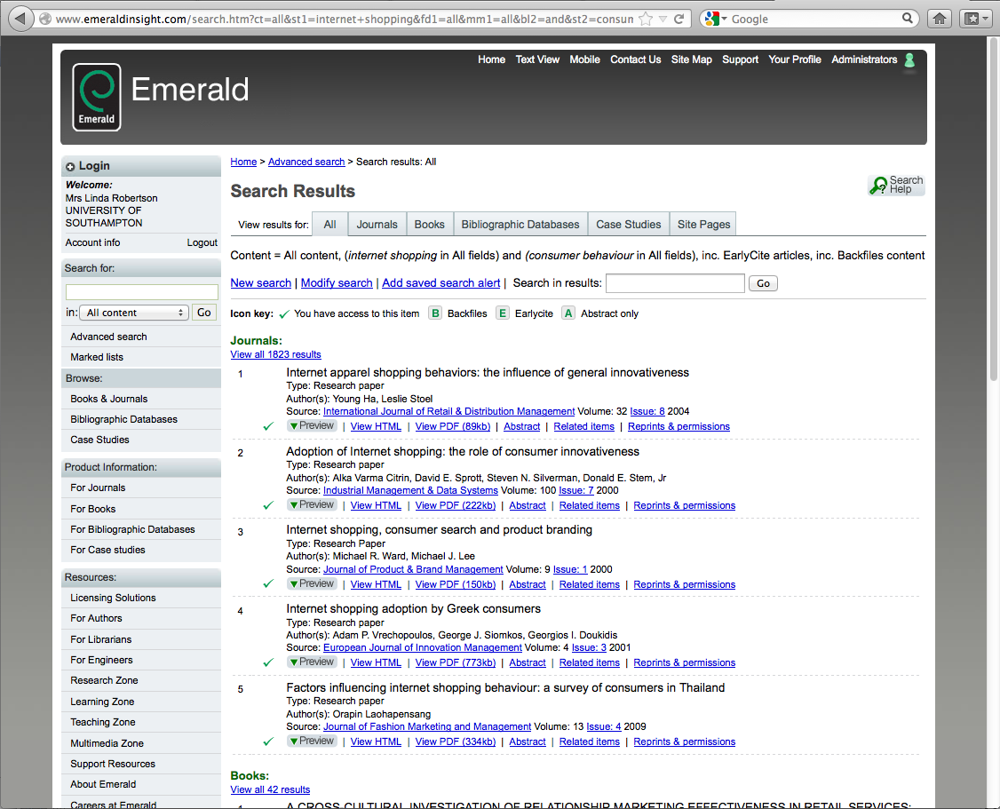 www.emeraldinsight.com/search.htm?ct=all&st1=internet+shopping&fd1=all&mm1=all&bl2=and&st2=consun
Google
Home Text View Mobile Contact Us Site Map Support Your Profile Administrators
Emerald
Emerald
Login
Welcome:
Mrs Linda Robertson
UNIVERSITY OF
SOUTHAMPTON
Account info Logout
Search for:
in: All content Go
Advanced search
Marked lists
Browse:
Books & Journals
Bibliographic Databases
Case Studies
Product Information:
For Journals
For Books
For Bibliographic Databases
For Case studies
Resources:
Licensing Solutions
For Authors
For Librarians
For Engineers
Research Zone
Learning Zone
Teaching Zone
Multimedia Zone
Support Resources
About Emerald
Careers at Emerald
Home > Advanced search > Search results: All
Search Results
Search
Help
View results for: All Journals Books Bibliographic Databases Case Studies Site Pages
Content = All content, (internet shopping in All fields) and (consumer behaviour in All fields), inc. EarlyCite articles, inc. Backfiles content
New search | Modify search | Add saved search alert | Search in results: Go
Icon key: ✓ You have access to this item B Backfiles E Earlycite A Abstract only
Journals:
View all 1823 results
1 Internet apparel shopping behaviors: the influence of general innovativeness
Type: Research paper
Author(s): Young Ha, Leslie Stoel
Source: International Journal of Retail & Distribution Management Volume: 32 Issue: 8 2004
✓ ▼Preview | View HTML | View PDF (89kb) | Abstract | Related items | Reprints & permissions
2 Adoption of Internet shopping: the role of consumer innovativeness
Type: Research paper
Author(s): Alka Varma Citrin, David E. Sprott, Steven N. Silverman, Donald E. Stem, Jr
Source: Industrial Management & Data Systems Volume: 100 Issue: 7 2000
✓ ▼Preview | View HTML | View PDF (222kb) | Abstract | Related items | Reprints & permissions
3 Internet shopping, consumer search and product branding
Type: Research Paper
Author(s): Michael R. Ward, Michael J. Lee
Source: Journal of Product & Brand Management Volume: 9 Issue: 1 2000
✓ ▼Preview | View HTML | View PDF (150kb) | Abstract | Related items | Reprints & permissions
4 Internet shopping adoption by Greek consumers
Type: Research paper
Author(s): Adam P. Vrechopoulos, George J. Siomkos, Georgios I. Doukidis
Source: European Journal of Innovation Management Volume: 4 Issue: 3 2001
✓ ▼Preview | View HTML | View PDF (773kb) | Abstract | Related items | Reprints & permissions
5 Factors influencing internet shopping behaviour: a survey of consumers in Thailand
Type: Research paper
Author(s): Orapin Laohapensang
Source: Journal of Fashion Marketing and Management Volume: 13 Issue: 4 2009
✓ ▼Preview | View HTML | View PDF (334kb) | Abstract | Related items | Reprints & permissions
Books:
View all 42 results
1 A CROSS-CULTURAL INVESTIGATION OF RELATIONSHIP MARKETING EFFECTIVENESS IN RETAIL SERVICES: